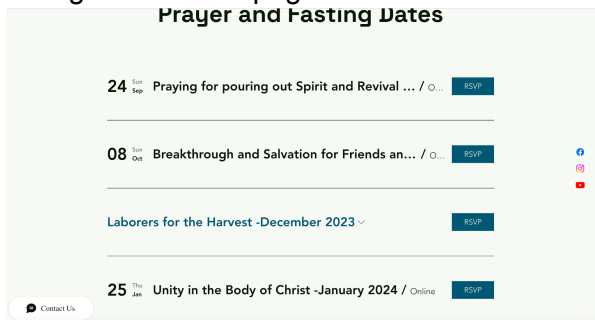 Prayer and Fasting Dates
24 Sun Sep Praying for pouring out Spirit and Revival ... / O... RSVP
08 Sun Oct Breakthrough and Salvation for Friends an... / O... RSVP
Laborers for the Harvest -December 2023 RSVP
25 Thu Jan Unity in the Body of Christ -January 2024 / Online RSVP
Contact Us